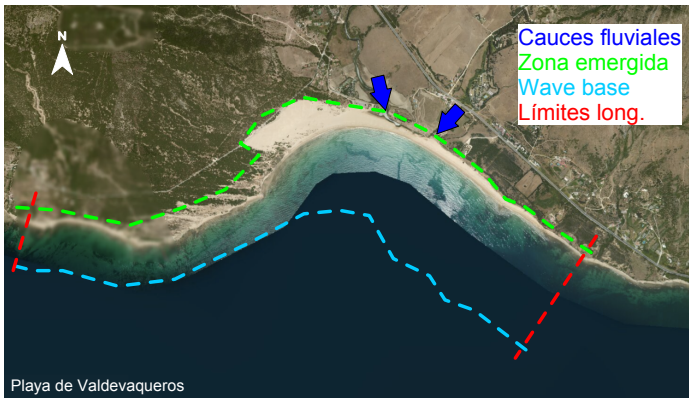 N
Cauces fluviales
Zona emergida
Wave base
Límites long.
Playa de Valdevaqueros